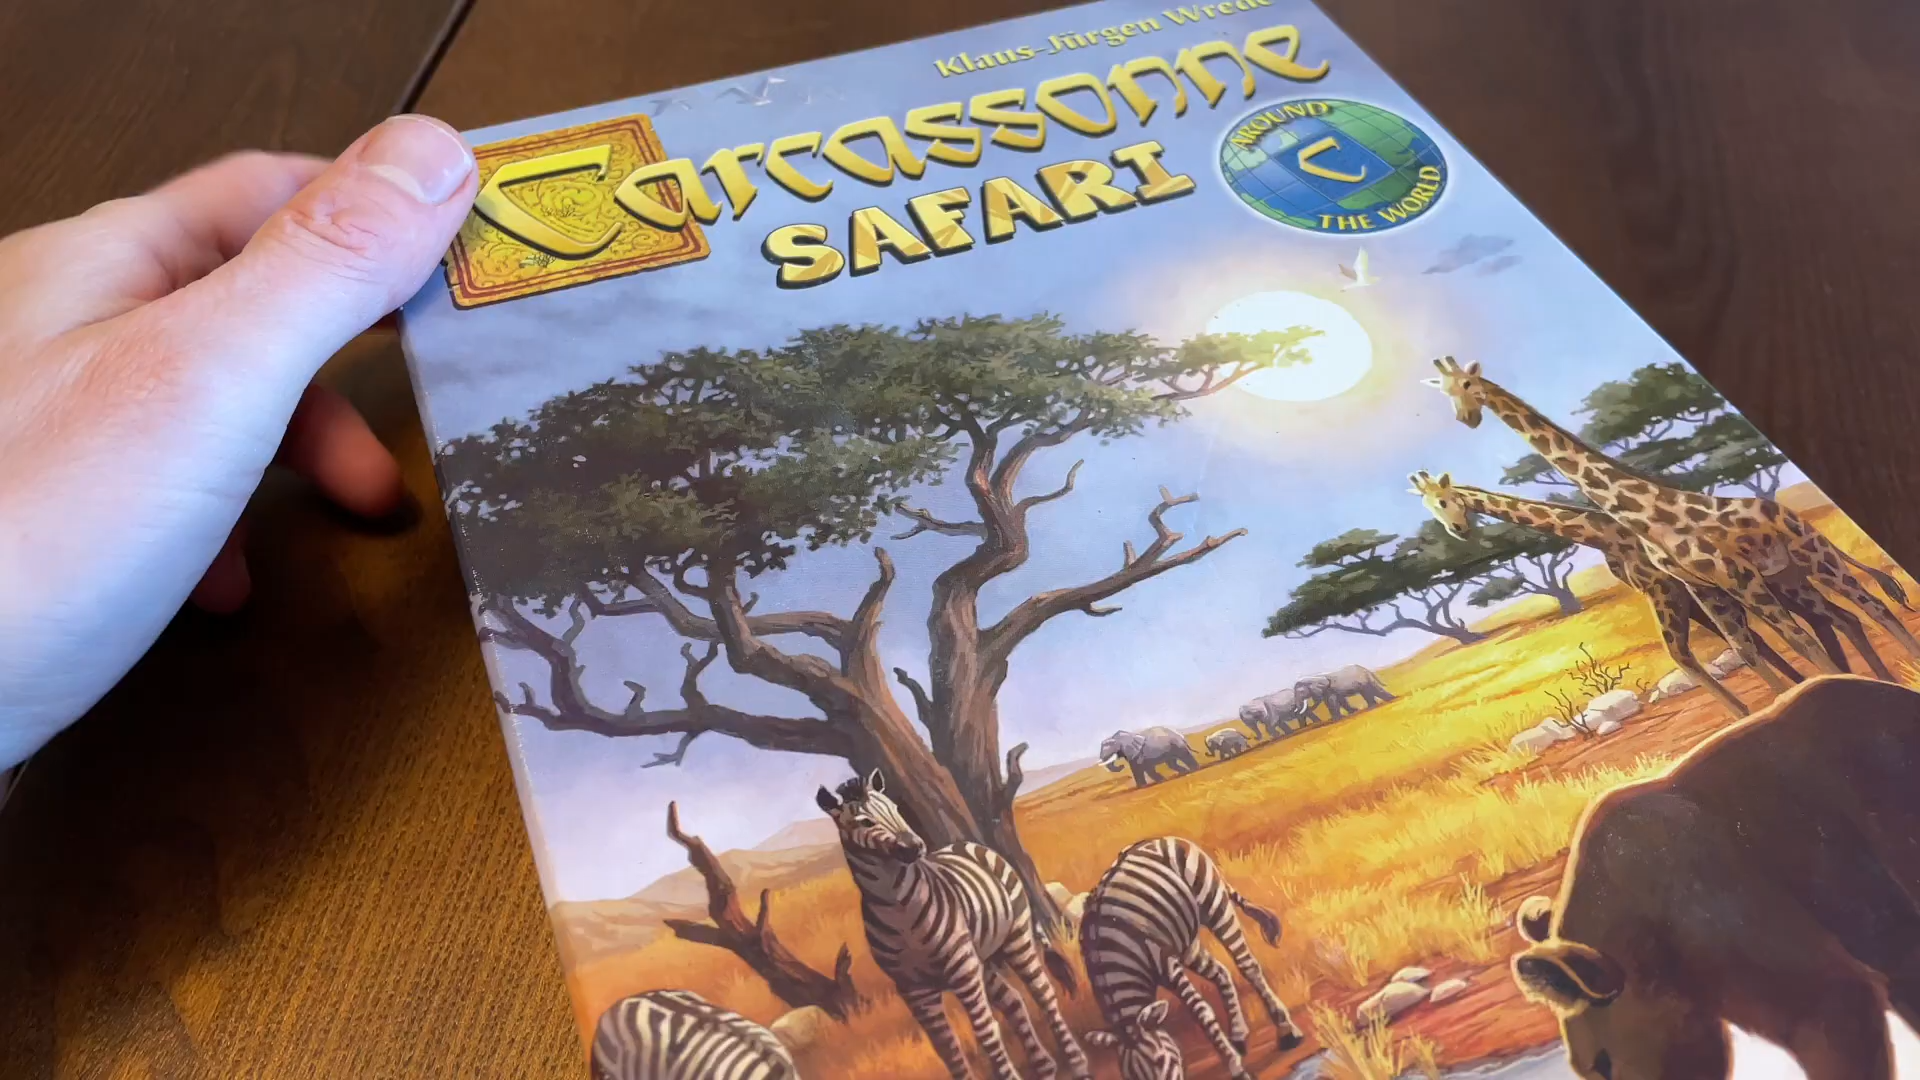 Klaus-Jürgen Wrede
Carcassonne
SAFARI
AROUND
C
THE WORLD